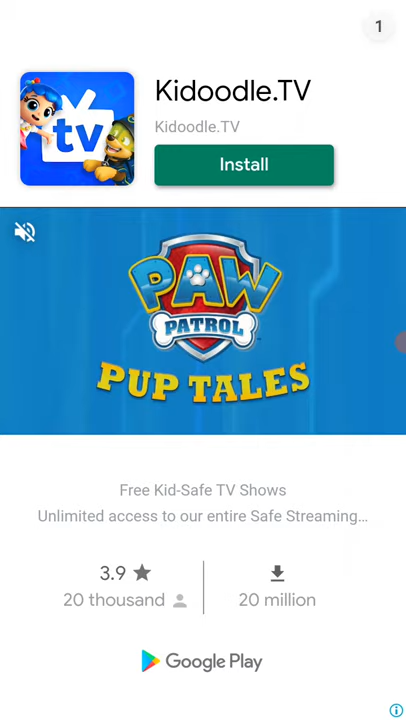 1
Kidoodle.TV
Kidoodle.TV
tv
Install
PAW
PATROL
PUP TALES
Free Kid-Safe TV Shows
Unlimited access to our entire Safe Streaming...
3.9
20 thousand
20 million
Google Play